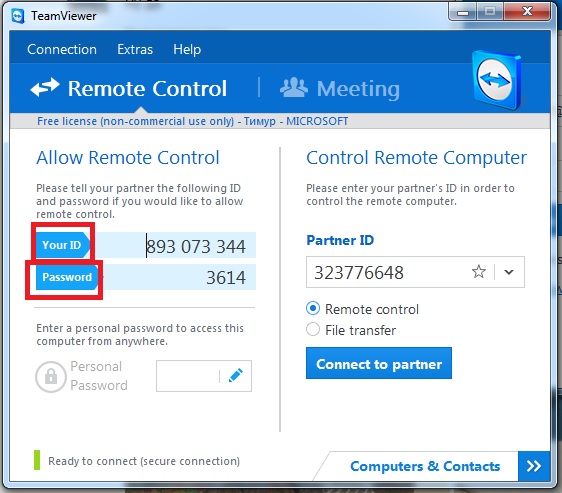 TeamViewer
Connection Extras Help
Remote Control
Meeting
Free license (non-commercial use only) - Тимур - MICROSOFT
Allow Remote Control
Please tell your partner the following ID
and password if you would like to allow
remote control.
Your ID 893 073 344
Password 3614
Enter a personal password to access this
computer from anywhere.
Personal
Password
Control Remote Computer
Please enter your partner's ID in order to
control the remote computer.
Partner ID
323776648
Remote control
File transfer
Connect to partner
Ready to connect (secure connection)
Computers & Contacts